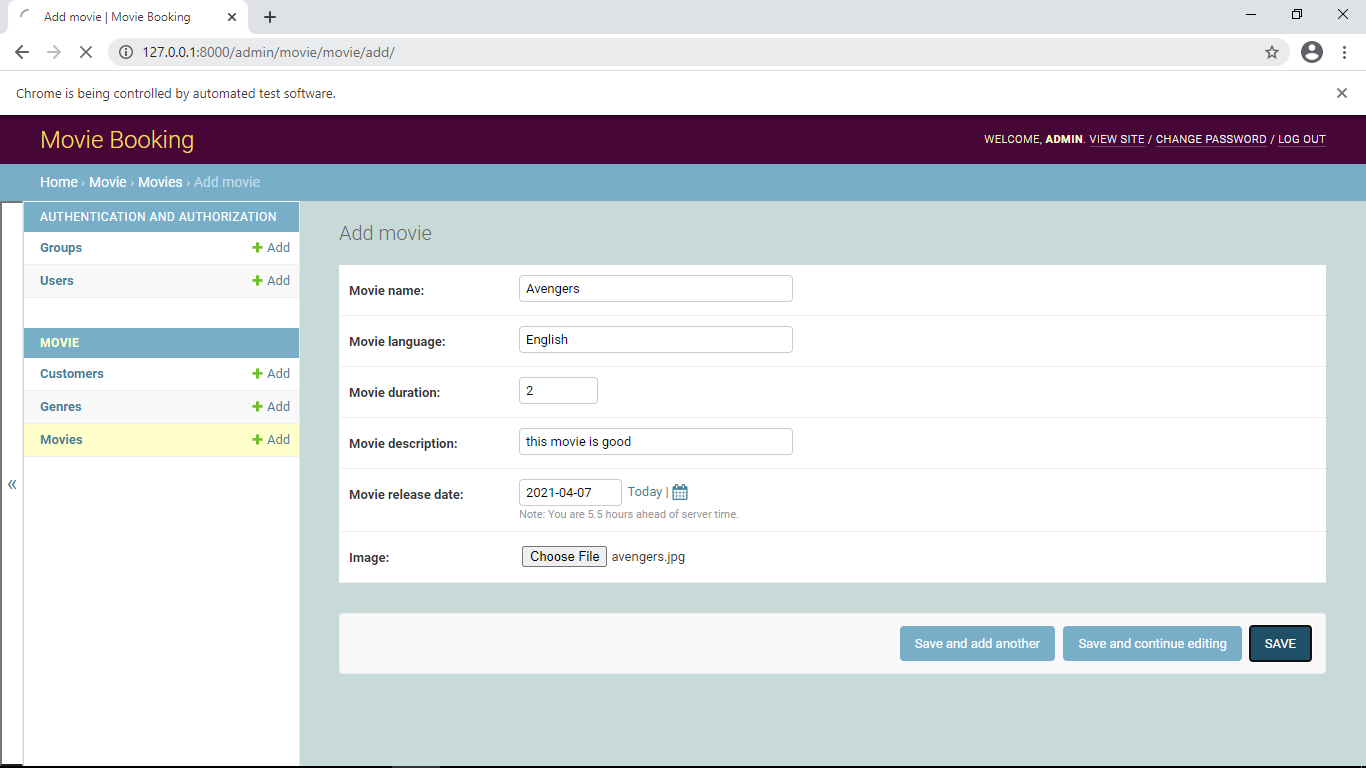 Add movie | Movie Booking
127.0.0.1:8000/admin/movie/movie/add/
Chrome is being controlled by automated test software.
Movie Booking
WELCOME, ADMIN. VIEW SITE / CHANGE PASSWORD / LOG OUT
Home › Movie › Movies › Add movie
AUTHENTICATION AND AUTHORIZATION
Groups + Add
Users + Add
MOVIE
Customers + Add
Genres + Add
Movies + Add
«
Add movie
Movie name: Avengers
Movie language: English
Movie duration: 2
Movie description: this movie is good
Movie release date: 2021-04-07 Today |
Note: You are 5.5 hours ahead of server time.
Image: Choose File avengers.jpg
Save and add another Save and continue editing SAVE